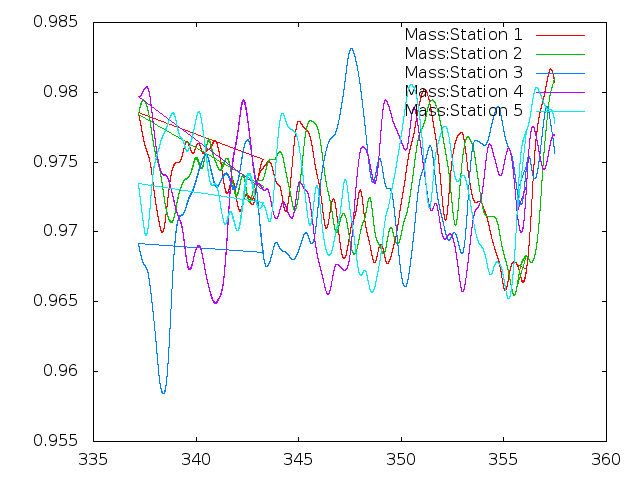 0.985
0.98
0.975
0.97
0.965
0.96
0.955
335
340
345
350
355
360
Mass:Station 1
Mass:Station 2
Mass:Station 3
Mass:Station 4
Mass:Station 5